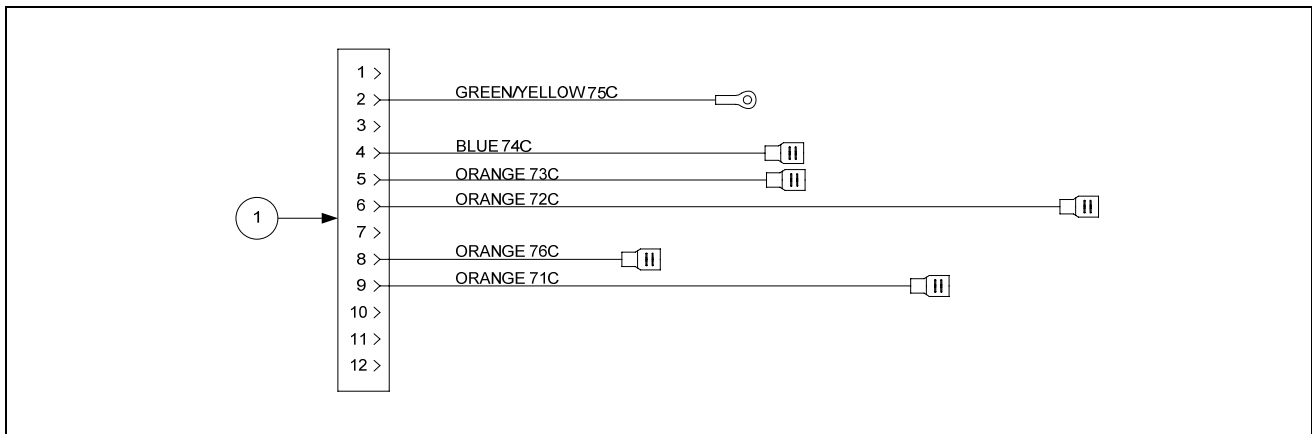 1
2 GREEN/YELLOW 75C
3
4 BLUE 74C
5 ORANGE 73C
6 ORANGE 72C
1
7
8 ORANGE 76C
9 ORANGE 71C
10
11
12